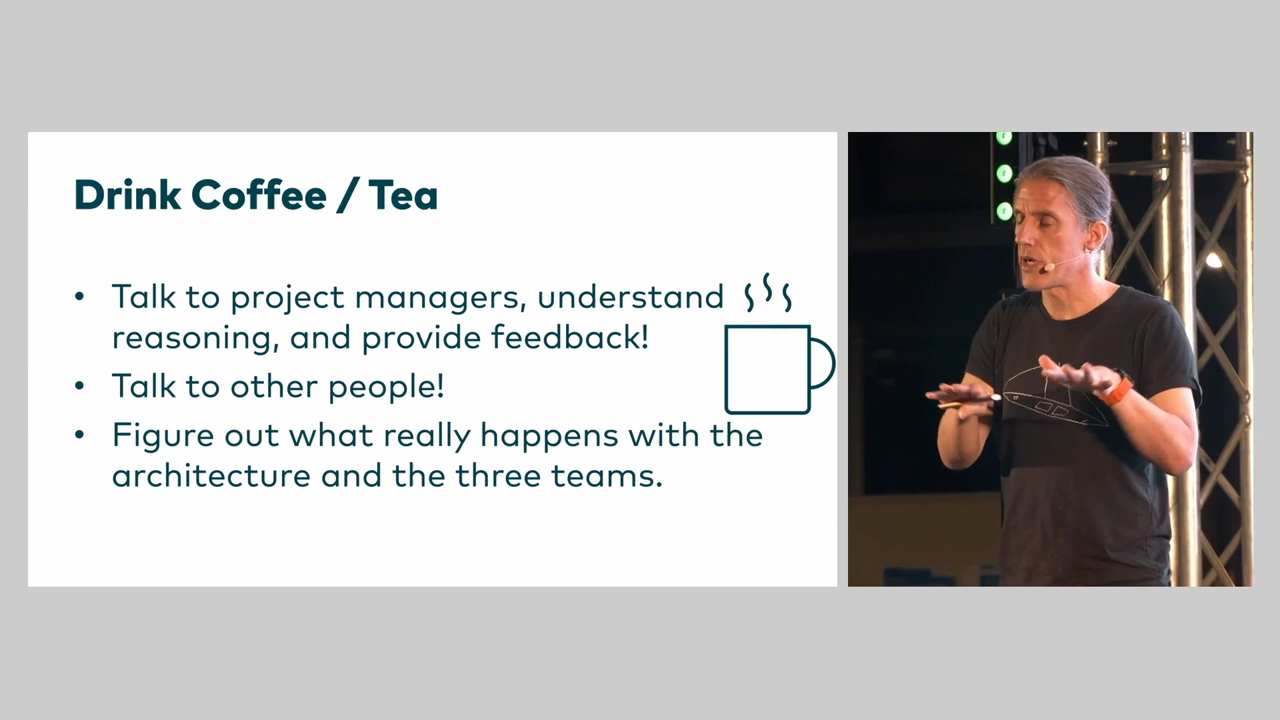 Drink Coffee / Tea
• Talk to project managers, understand
reasoning, and provide feedback!
• Talk to other people!
• Figure out what really happens with the
architecture and the three teams.